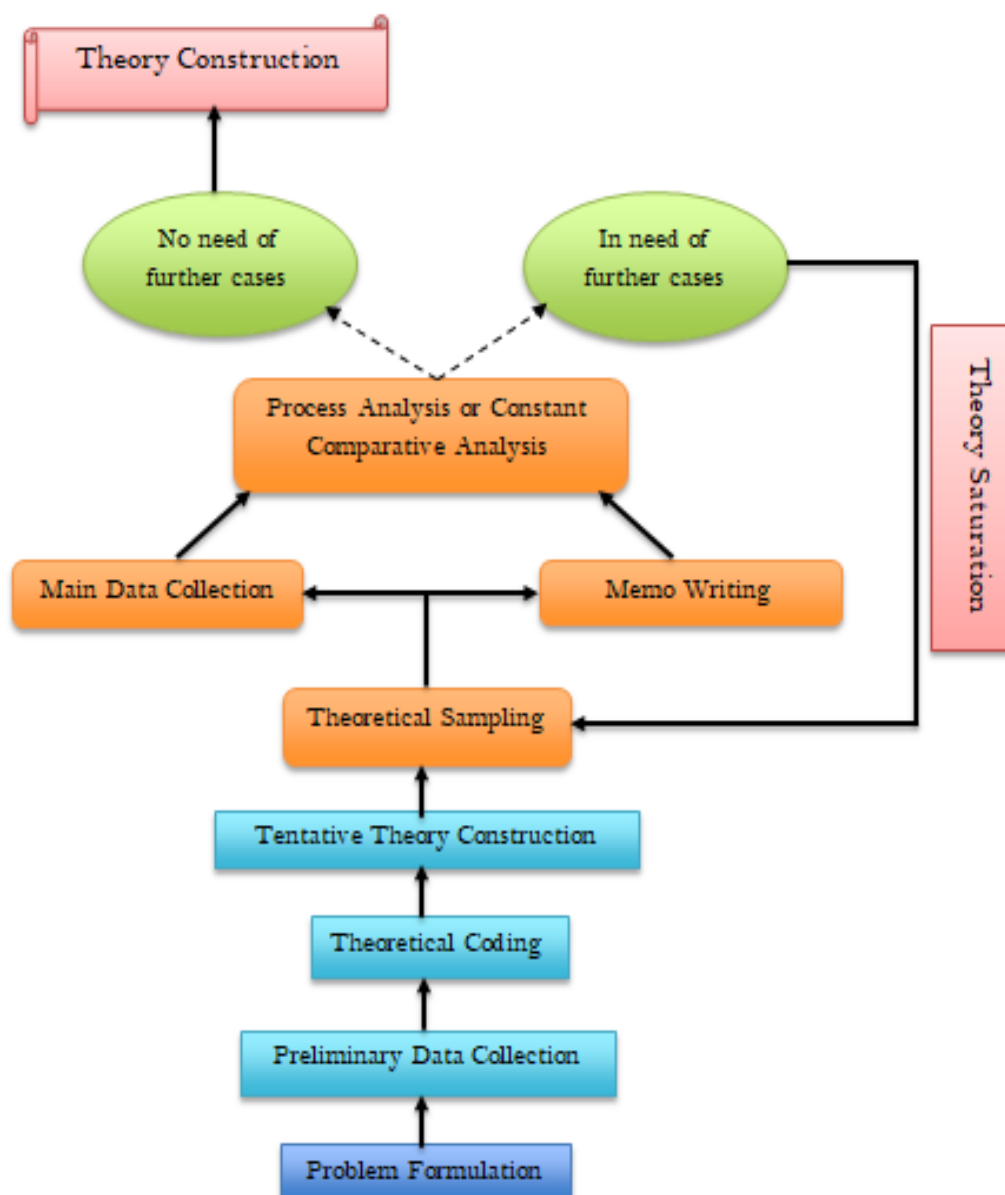 Theory Construction
No need of
further cases
In need of
further cases
Process Analysis or Constant
Comparative Analysis
Theory Saturation
Main Data Collection
Memo Writing
Theoretical Sampling
Tentative Theory Construction
Theoretical Coding
Preliminary Data Collection
Problem Formulation